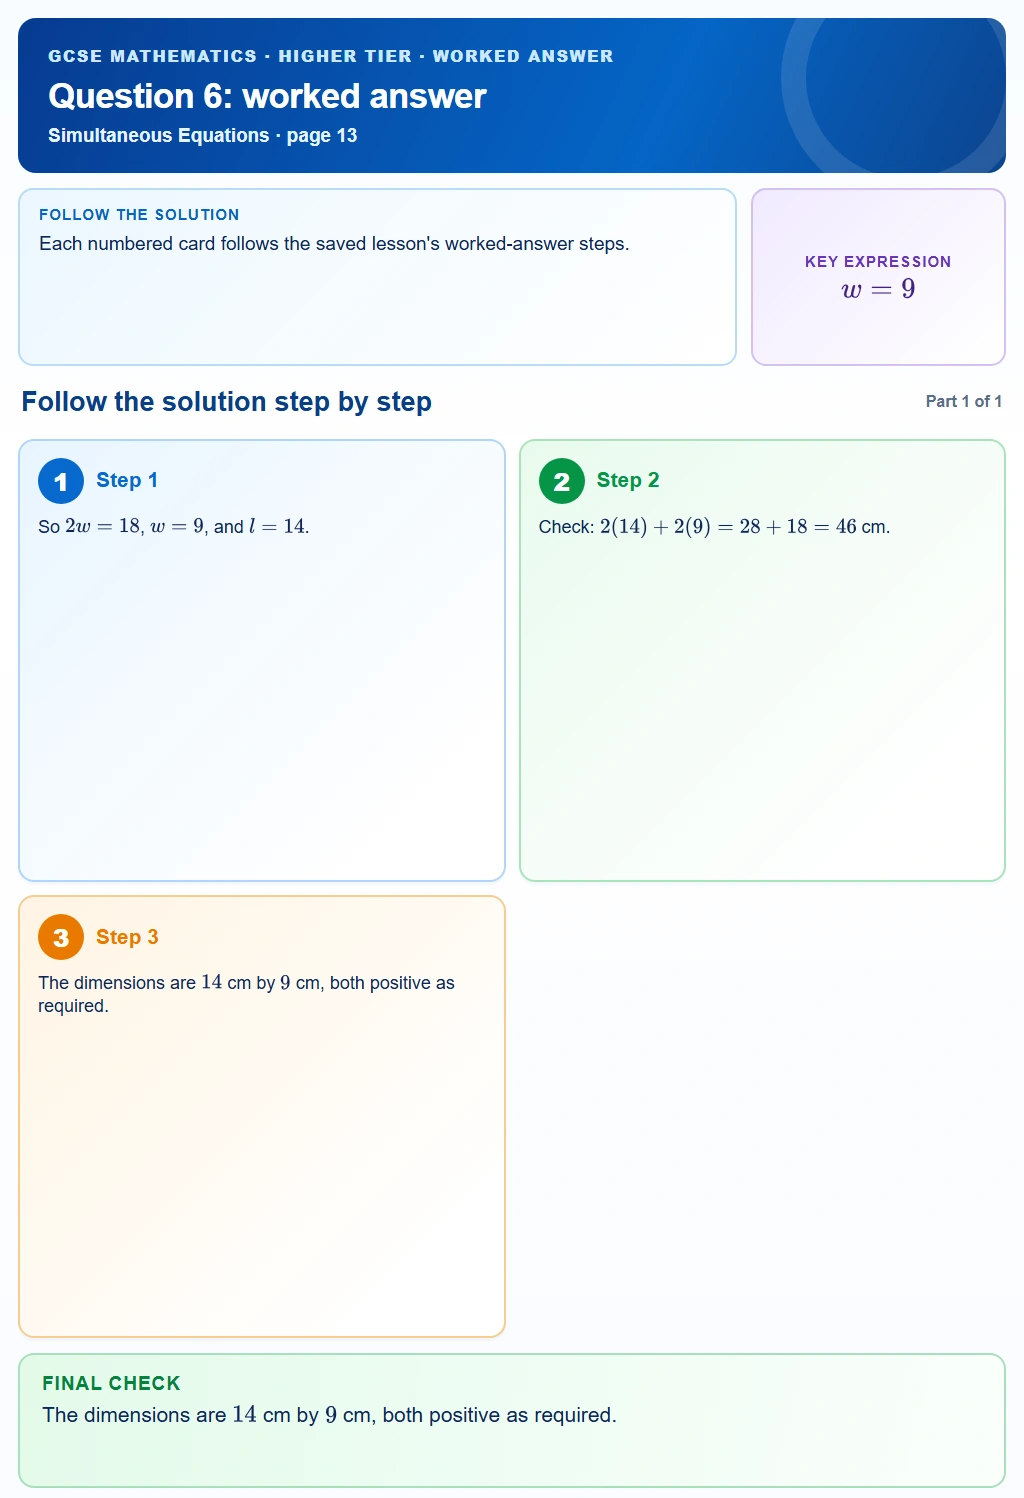 GCSE MATHEMATICS · HIGHER TIER · WORKED ANSWER
Question 6: worked answer
Simultaneous Equations · page 13
FOLLOW THE SOLUTION
Each numbered card follows the saved lesson's worked-answer steps.
KEY EXPRESSION
w = 9
Follow the solution step by step
Part 1 of 1
1 Step 1
So 2w = 18, w = 9, and l = 14.
2 Step 2
Check: 2(14) + 2(9) = 28 + 18 = 46 cm.
3 Step 3
The dimensions are 14 cm by 9 cm, both positive as
required.
FINAL CHECK
The dimensions are 14 cm by 9 cm, both positive as required.